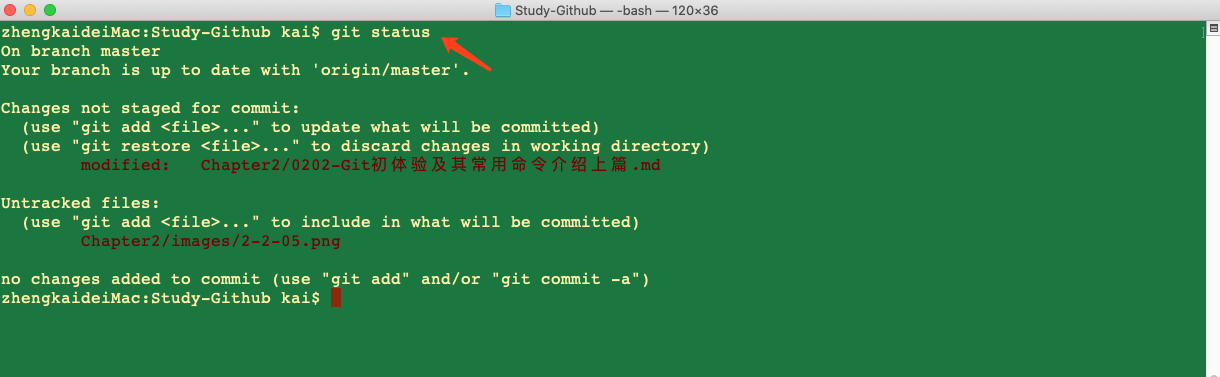 Study-Github — -bash — 120×36
zhengkaideiMac:Study-Github kai$ git status
On branch master
Your branch is up to date with 'origin/master'.
Changes not staged for commit:
  (use "git add <file>..." to update what will be committed)
  (use "git restore <file>..." to discard changes in working directory)
        modified:   Chapter2/0202-Git初体验及其常用命令介绍上篇.md
Untracked files:
  (use "git add <file>..." to include in what will be committed)
        Chapter2/images/2-2-05.png
no changes added to commit (use "git add" and/or "git commit -a")
zhengkaideiMac:Study-Github kai$